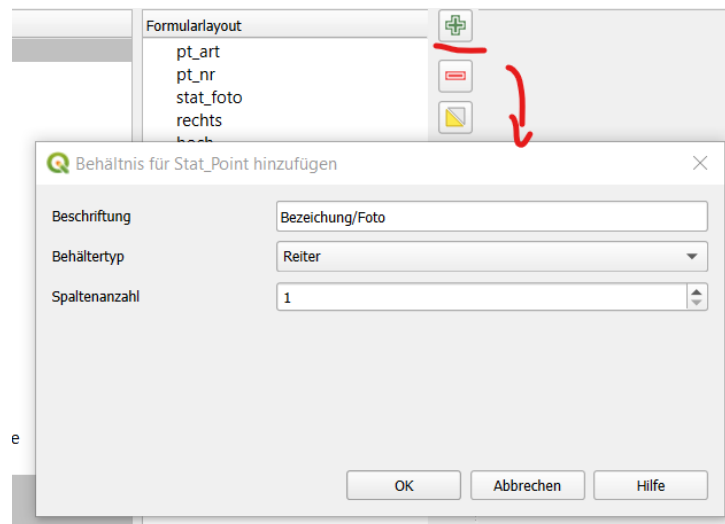 Formularlayout
pt_art
pt_nr
stat_foto
rechts
hoch
Behältnis für Stat_Point hinzufügen
Beschriftung
Bezeichung/Foto
Behältertyp
Reiter
Spaltenanzahl
1
e
OK
Abbrechen
Hilfe